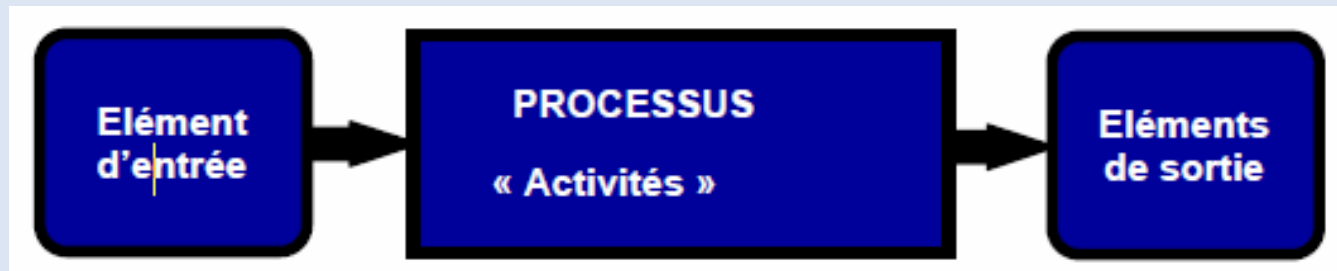 Elément
d'entrée
PROCESSUS
« Activités »
Eléments
de sortie